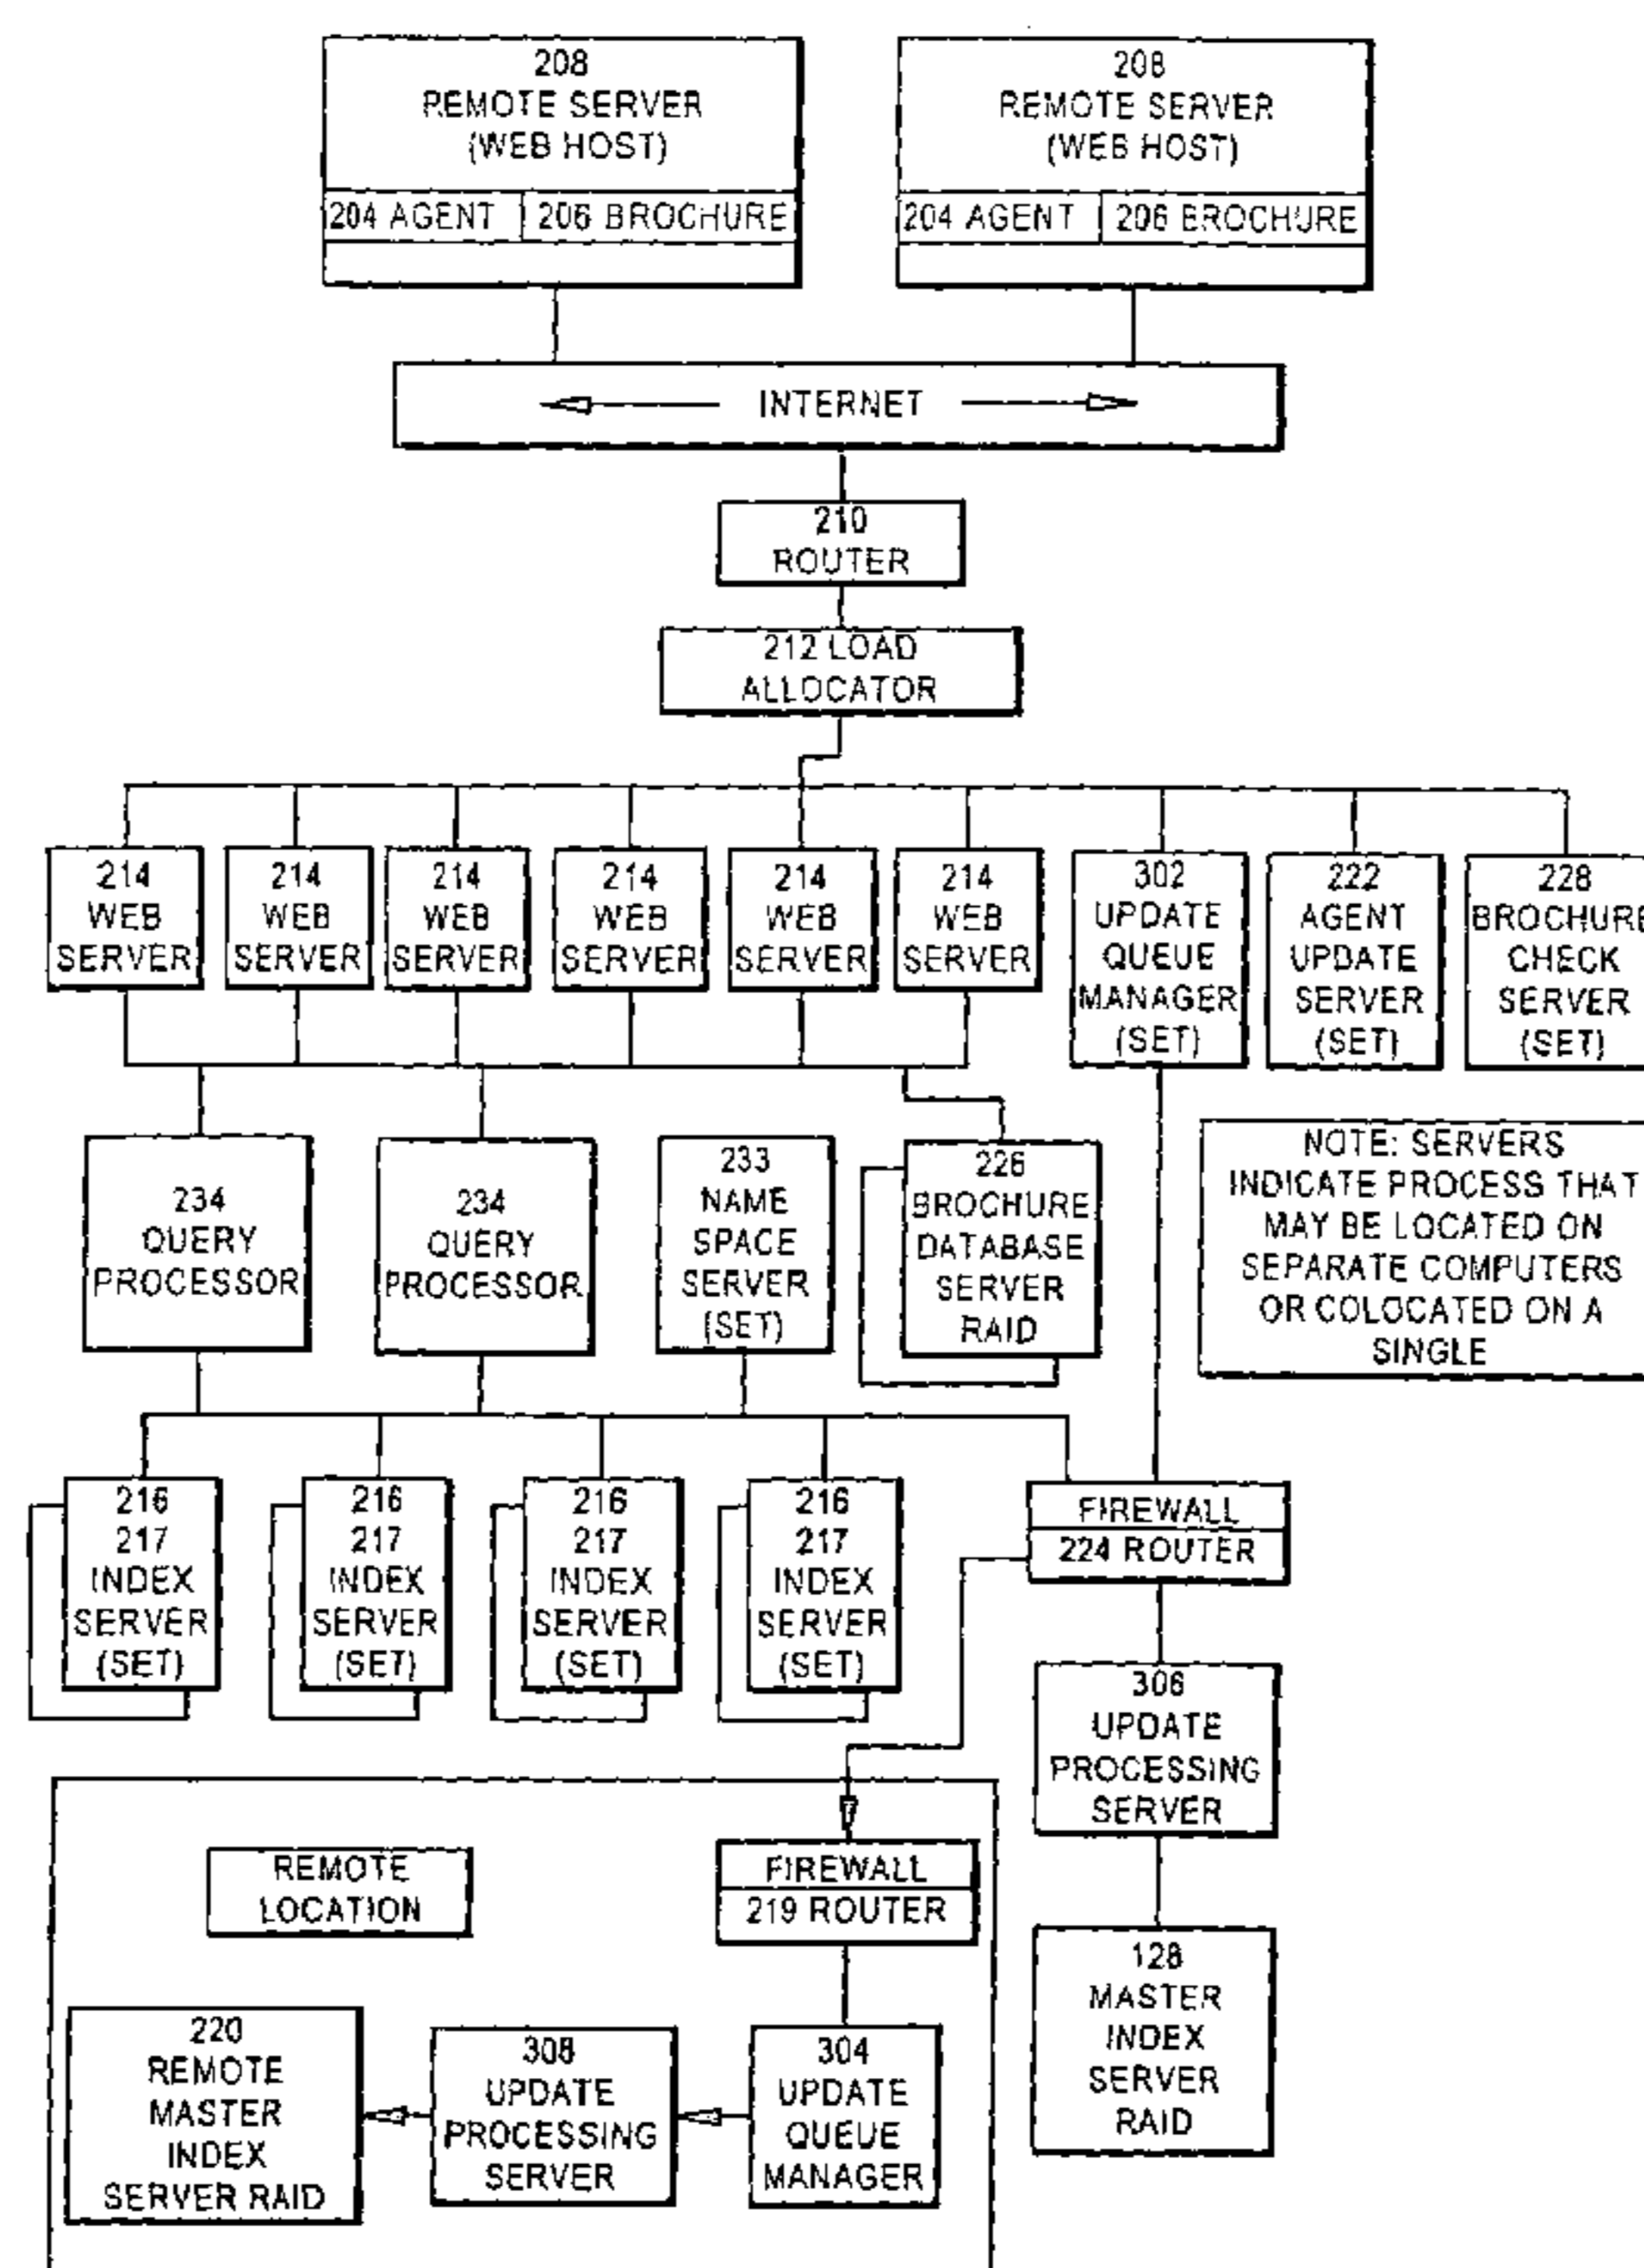 208
REMOTE SERVER
(WEB HOST)
204 AGENT
206 BROCHURE
208
REMOTE SERVER
(WEB HOST)
204 AGENT
206 BROCHURE
INTERNET
210
ROUTER
212 LOAD
ALLOCATOR
214
WEB
SERVER
214
WEB
SERVER
214
WEB
SERVER
214
WEB
SERVER
214
WEB
SERVER
214
WEB
SERVER
302
UPDATE
QUEUE
MANAGER
(SET)
222
AGENT
UPDATE
SERVER
(SET)
228
BROCHURE
CHECK
SERVER
(SET)
234
QUERY
PROCESSOR
234
QUERY
PROCESSOR
233
NAME
SPACE
SERVER
(SET)
226
BROCHURE
DATABASE
SERVER
RAID
NOTE: SERVERS
INDICATE PROCESS THAT
MAY BE LOCATED ON
SEPARATE COMPUTERS
OR COLOCATED ON A
SINGLE
216
217
INDEX
SERVER
(SET)
216
217
INDEX
SERVER
(SET)
216
217
INDEX
SERVER
(SET)
216
217
INDEX
SERVER
(SET)
FIREWALL
224 ROUTER
306
UPDATE
PROCESSING
SERVER
REMOTE
LOCATION
FIREWALL
219 ROUTER
128
MASTER
INDEX
SERVER
RAID
220
REMOTE
MASTER
INDEX
SERVER RAID
308
UPDATE
PROCESSING
SERVER
304
UPDATE
QUEUE
MANAGER